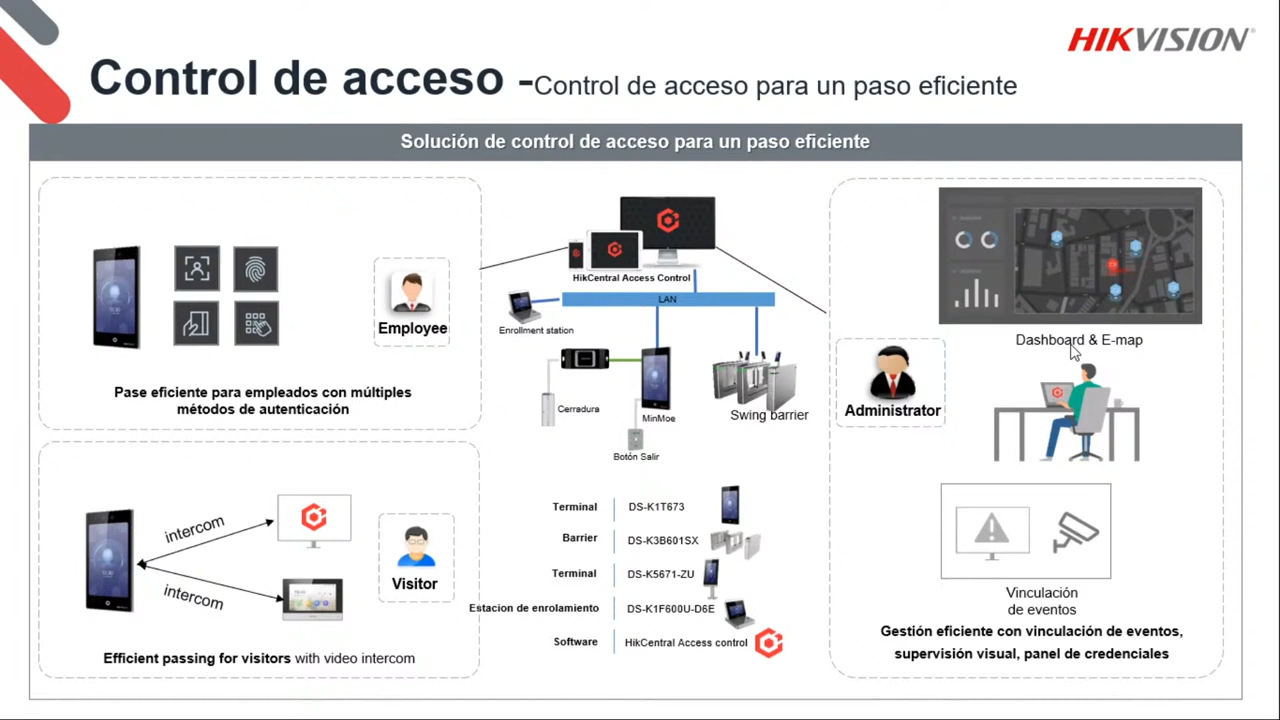 HIKVISION
Control de acceso -Control de acceso para un paso eficiente
Solución de control de acceso para un paso eficiente
Employee
Pase eficiente para empleados con múltiples
métodos de autenticación
intercom
intercom
Visitor
Efficient passing for visitors with video intercom
HikCentral Access Control
LAN
Enrollment station
Cerradura
MinMoe
Botón Salir
Swing barrier
Terminal DS-K1T673
Barrier DS-K3B601SX
Terminal DS-K5671-ZU
Estacion de enrolamiento DS-K1F600U-D6E
Software HikCentral Access control
Dashboard & E-map
Administrator
Vinculación
de eventos
Gestión eficiente con vinculación de eventos,
supervisión visual, panel de credenciales